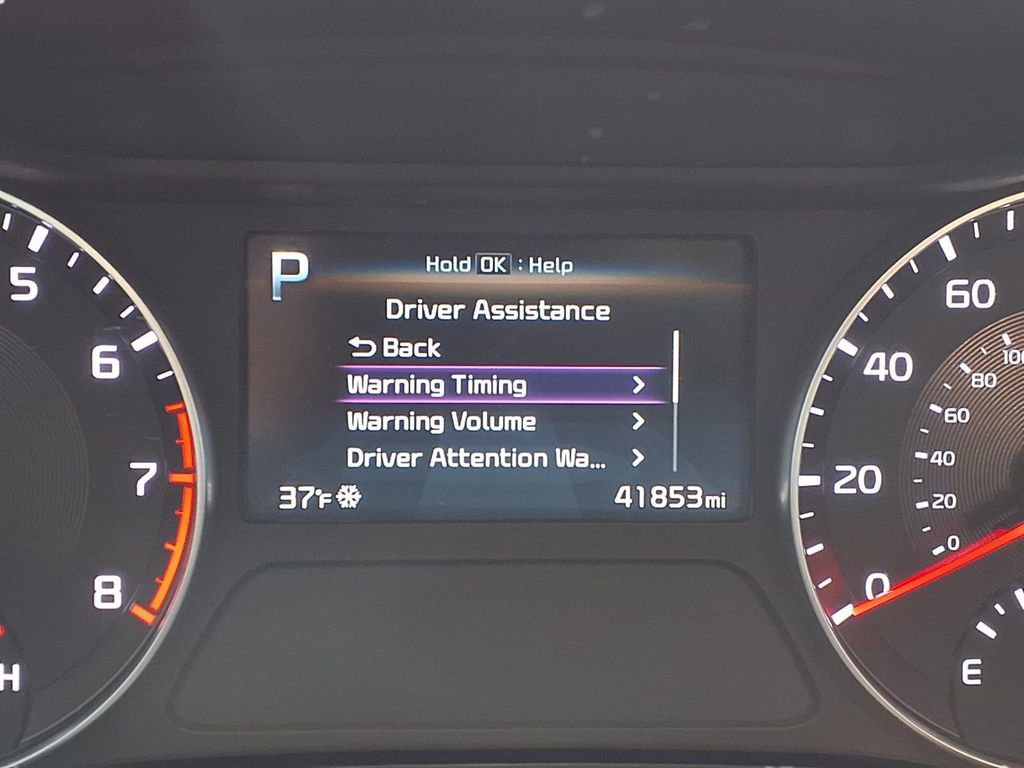 P
Hold OK : Help
Driver Assistance
Back
Warning Timing
Warning Volume
Driver Attention Wa...
37°F
41853mi
5
6
7
8
H
60
40
20
0
100
80
60
40
20
0
E